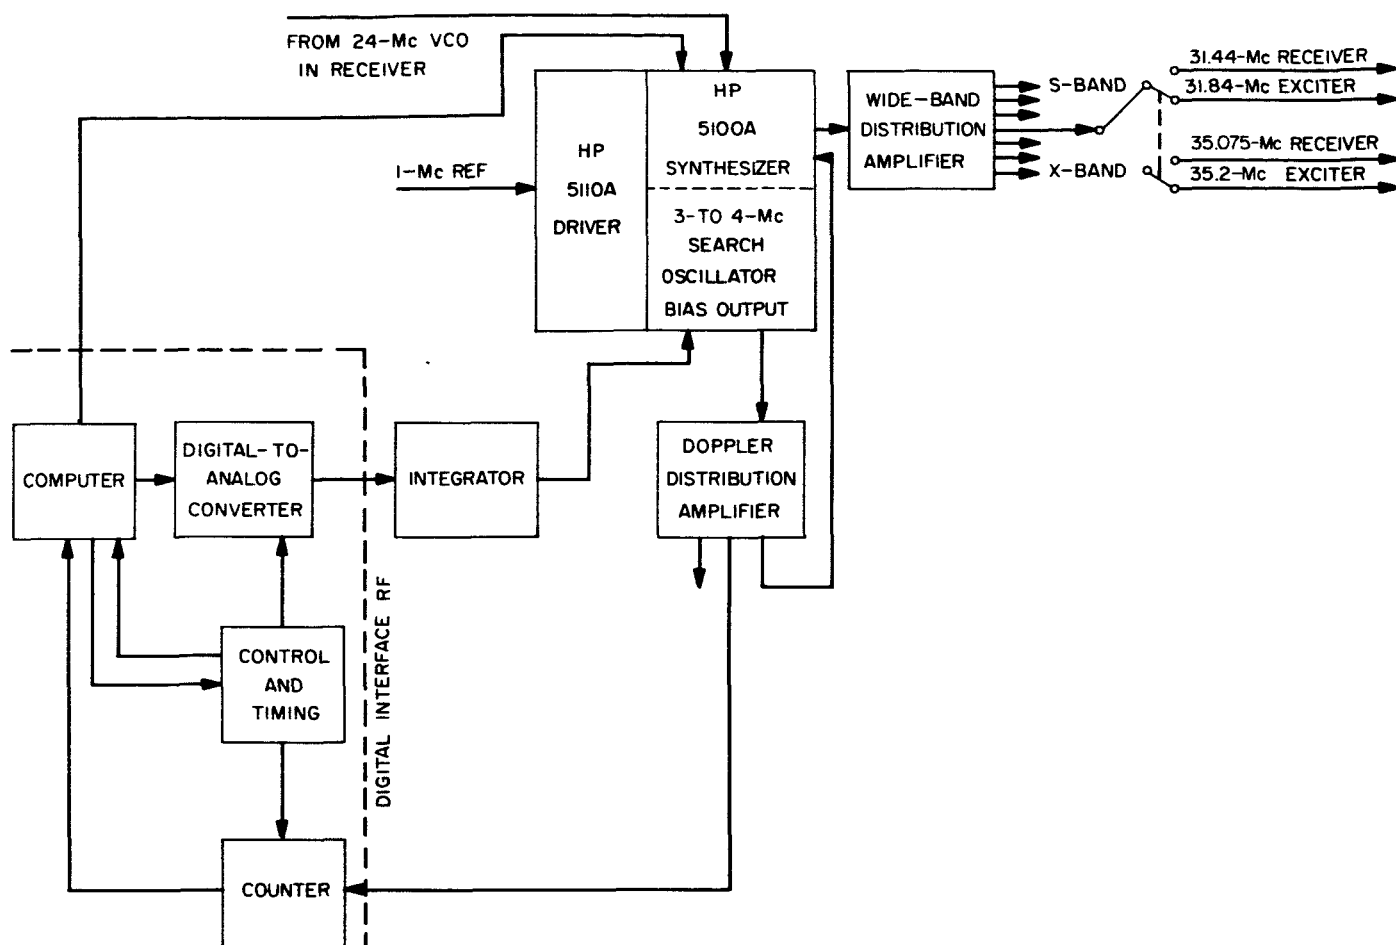 FROM 24-Mc VCO
IN RECEIVER
1-Mc REF
HP
5110A
DRIVER
HP
5100A
SYNTHESIZER
3-TO 4-Mc
SEARCH
OSCILLATOR
BIAS OUTPUT
WIDE-BAND
DISTRIBUTION
AMPLIFIER
S-BAND
X-BAND
31.44-Mc RECEIVER
31.84-Mc EXCITER
35.075-Mc RECEIVER
35.2-Mc EXCITER
COMPUTER
DIGITAL-TO-
ANALOG
CONVERTER
INTEGRATOR
DOPPLER
DISTRIBUTION
AMPLIFIER
CONTROL
AND
TIMING
DIGITAL INTERFACE RF
COUNTER